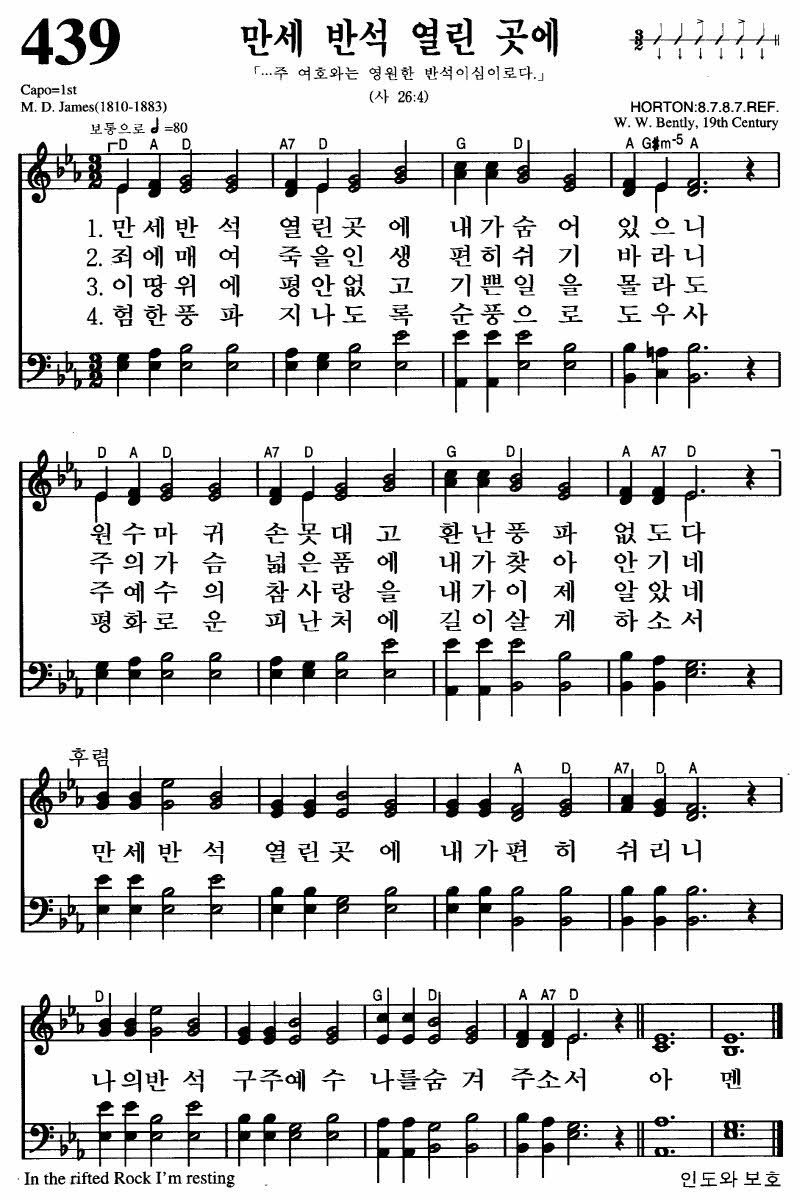 439
만세 반석 열린 곳에
「…주 여호와는 영원한 반석이심이로다.」
(사 26:4)
Capo=1st
M. D. James(1810-1883)
HORTON:8.7.8.7.REF.
W. W. Bently, 19th Century
보통으로 =80
D A D A7 D G D A G#m-5 A
1. 만세반석 열린곳에 내가숨어 있으니
2. 죄에매여 죽을인생 편히쉬기 바라니
3. 이땅위에 평안없고 기쁜일을 몰라도
4. 험한풍파 지나도록 순풍으로 도우사
D A D A7 D G D A A7 D
원수마귀 손못대고 환난풍파 없도다
주의가슴 넓은품에 내가찾아 안기네
주예수의 참사랑을 내가이제 알았네
평화로운 피난처에 길이살게 하소서
후렴
A D A7 D A
만세반석 열린곳에 내가편히 쉬리니
D G D A A7 D
나의반석 구주예수 나를숨겨 주소서 아멘
In the rifted Rock I'm resting
인도와 보호